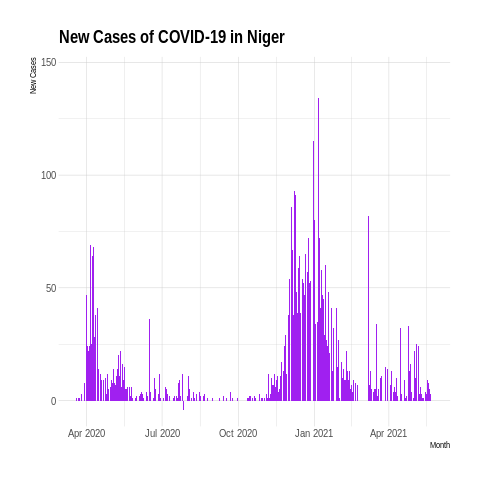 New Cases of COVID-19 in Niger
New Cases
150
100
50
0
Apr 2020 Jul 2020 Oct 2020 Jan 2021 Apr 2021
Month